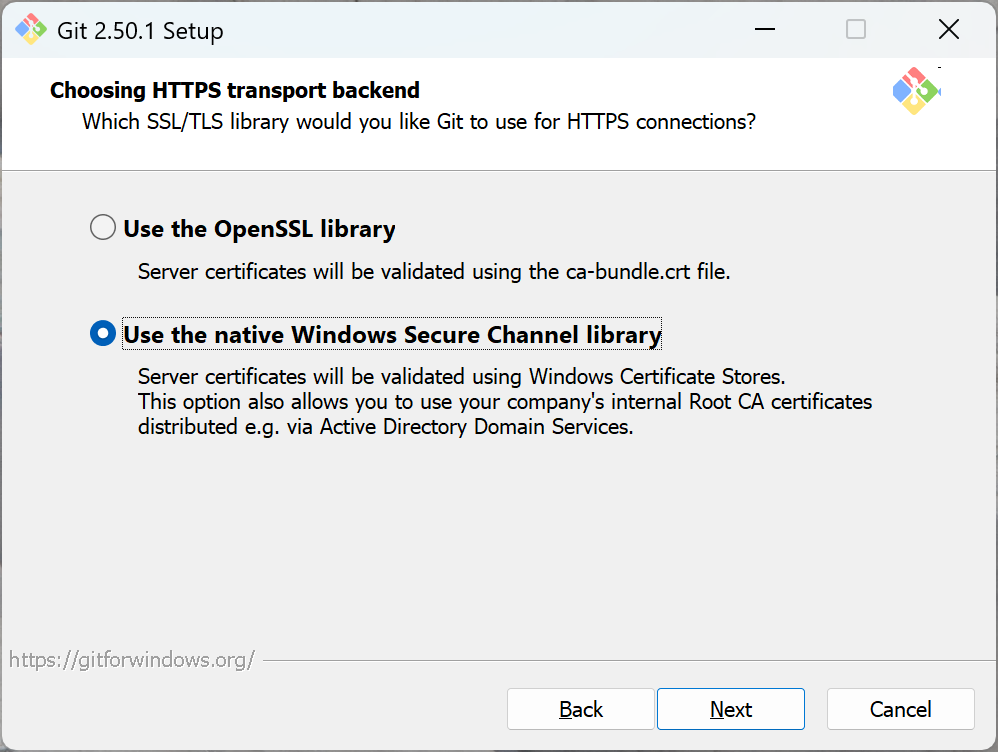 Git 2.50.1 Setup
Choosing HTTPS transport backend
Which SSL/TLS library would you like Git to use for HTTPS connections?
Use the OpenSSL library
Server certificates will be validated using the ca-bundle.crt file.
Use the native Windows Secure Channel library
Server certificates will be validated using Windows Certificate Stores.
This option also allows you to use your company's internal Root CA certificates
distributed e.g. via Active Directory Domain Services.
https://gitforwindows.org/
Back
Next
Cancel